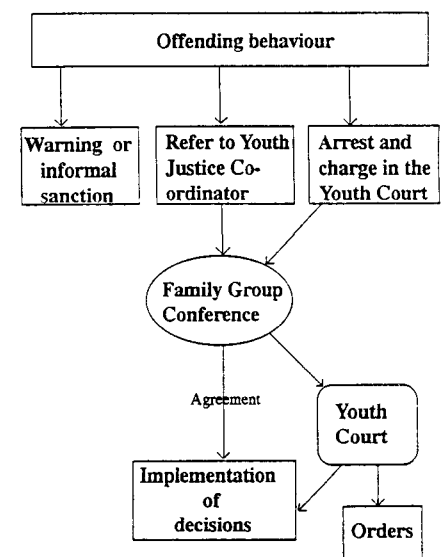 Offending behaviour
Warning or
informal
sanction
Refer to Youth
Justice Co-
ordinator
Arrest and
charge in the
Youth Court
Family Group
Conference
Agreement
Youth
Court
Implementation
of
decisions
Orders